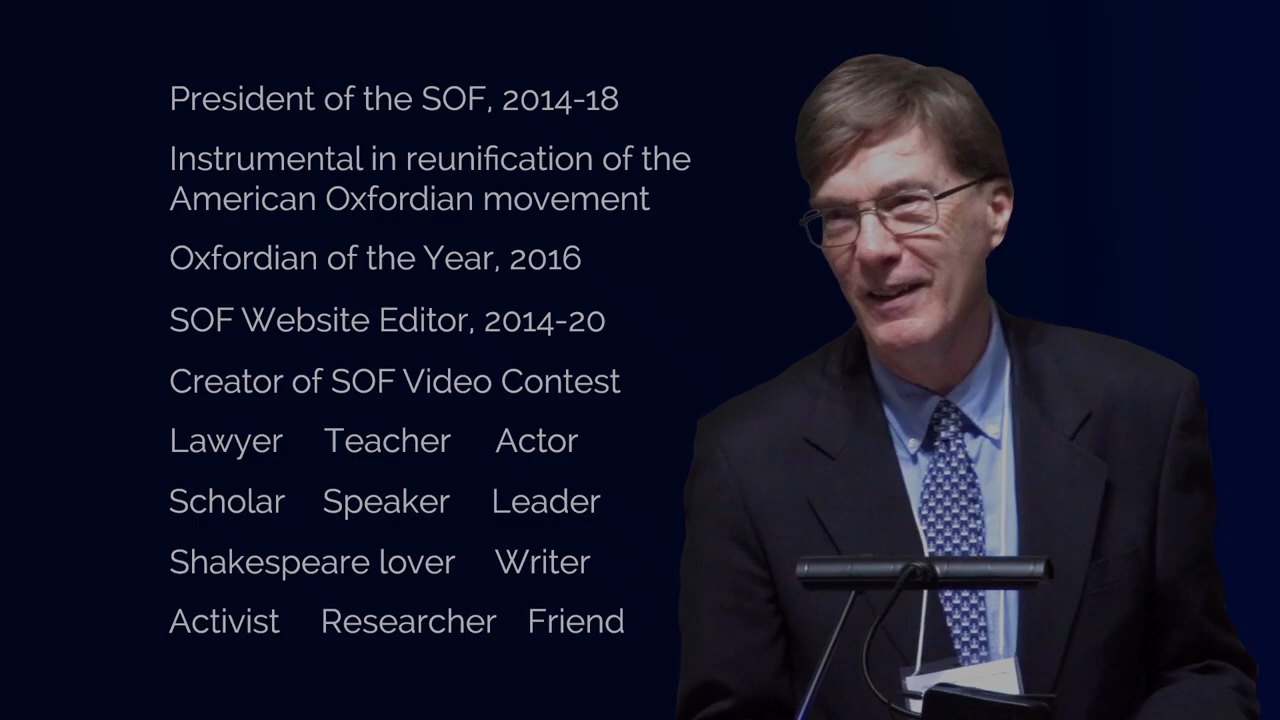 President of the SOF, 2014-18
Instrumental in reunification of the
American Oxfordian movement
Oxfordian of the Year, 2016
SOF Website Editor, 2014-20
Creator of SOF Video Contest
Lawyer Teacher Actor
Scholar Speaker Leader
Shakespeare lover Writer
Activist Researcher Friend